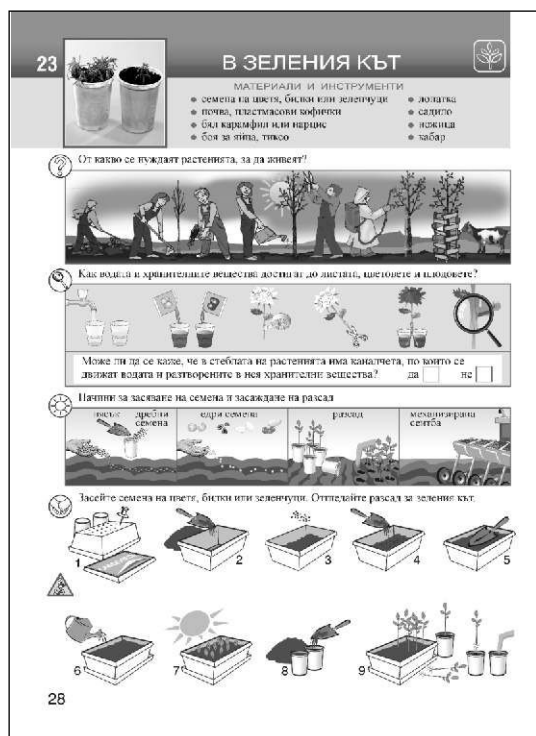 23
В ЗЕЛЕНИЯ КЪТ
МАТЕРИАЛИ И ИНСТРУМЕНТИ
семена на цветя, билки или зеленчуци
почва, пластмасови кофички
бял карамфил или нарцис
боя за яйца, тиксо
лопатка
садило
ножица
кабар
От какво се нуждаят растенията, за да живеят?
Как водата и хранителните вещества достигат до листата, цветовете и плодовете?
Може ли да се каже, че в стеблата на растенията има каналчета, по които се
движат водата и разтворените в нея хранителни вещества? да не
Начини за засяване на семена и засаждане на разсад
пясък дребни семена
едри семена
разсад
механизирана сеитба
Засейте семена на цветя, билки или зеленчуци. Отгледайте разсад за зеления кът.
1
2
3
4
5
6
7
8
9
28